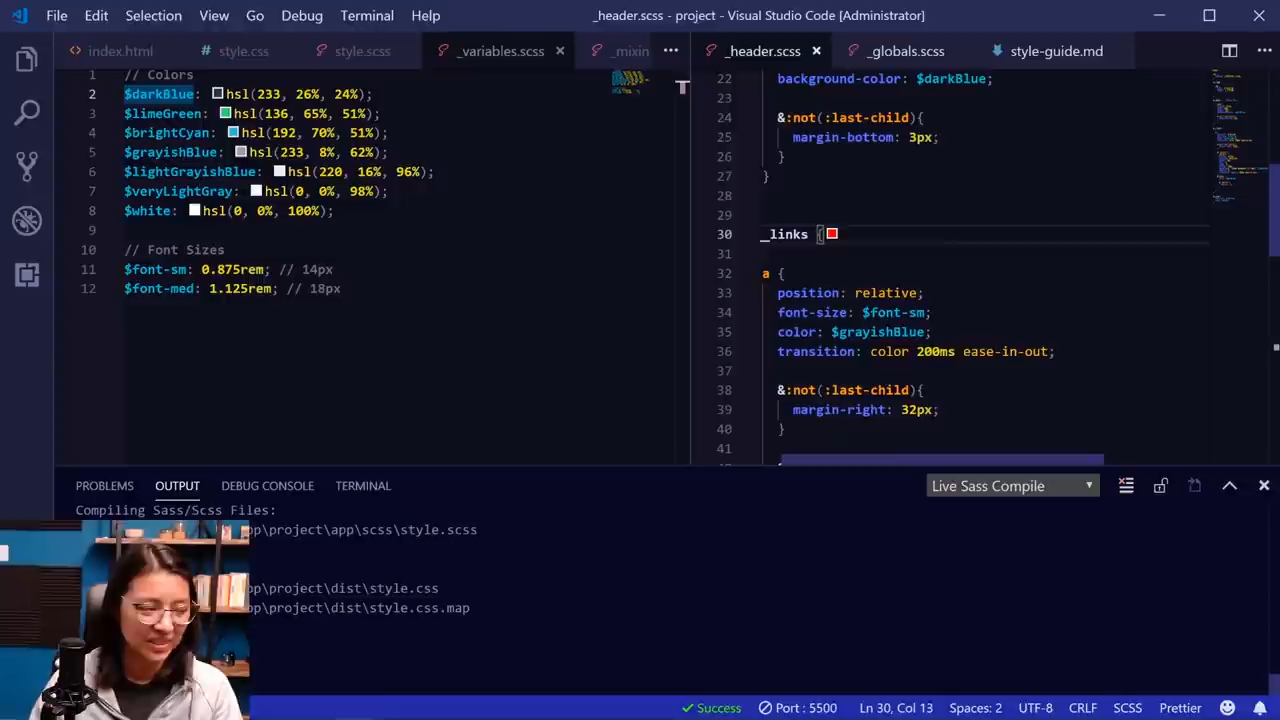 File Edit Selection View Go Debug Terminal Help _header.scss - project - Visual Studio Code [Administrator]
index.html style.css style.scss _variables.scss _mixin
_header.scss _globals.scss style-guide.md
1 // Colors
2 $darkBlue: hsl(233, 26%, 24%);
3 $limeGreen: hsl(136, 65%, 51%);
4 $brightCyan: hsl(192, 70%, 51%);
5 $grayishBlue: hsl(233, 8%, 62%);
6 $lightGrayishBlue: hsl(220, 16%, 96%);
7 $veryLightGray: hsl(0, 0%, 98%);
8 $white: hsl(0, 0%, 100%);
9
10 // Font Sizes
11 $font-sm: 0.875rem; // 14px
12 $font-med: 1.125rem; // 18px
22 background-color: $darkBlue;
23
24 &:not(:last-child){
25 margin-bottom: 3px;
26 }
27 }
28
29
30 _links {
31
32 a {
33 position: relative;
34 font-size: $font-sm;
35 color: $grayishBlue;
36 transition: color 200ms ease-in-out;
37
38 &:not(:last-child){
39 margin-right: 32px;
40 }
41
PROBLEMS OUTPUT DEBUG CONSOLE TERMINAL Live Sass Compile
Compiling Sass/Scss Files:
op\project\app\scss\style.scss
op\project\dist\style.css
op\project\dist\style.css.map
Success Port : 5500 Ln 30, Col 13 Spaces: 2 UTF-8 CRLF SCSS Prettier